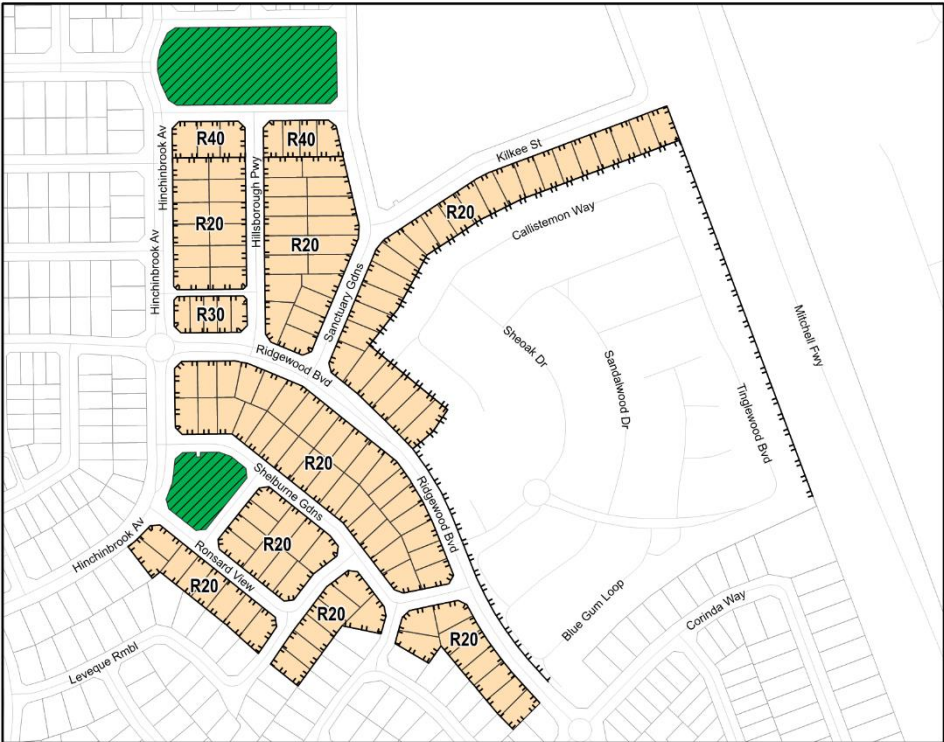 R40
R40
Hinchinbrook Av
Hillsborough Pwy
Kilkee St
R20
R20
R20
Callistemon Way
Hinchinbrook Av
Sanctuary Gdns
R30
Mitchell Fwy
Sheoak Dr
Sandalwood Dr
Ridgewood Bvd
Tinglewood Bvd
R20
Shelburne Gdns
Ridgewood Bvd
Hinchinbrook Av
R20
Ronsard View
R20
R20
R20
Blue Gum Loop
Corinda Way
Leveque Rmbl